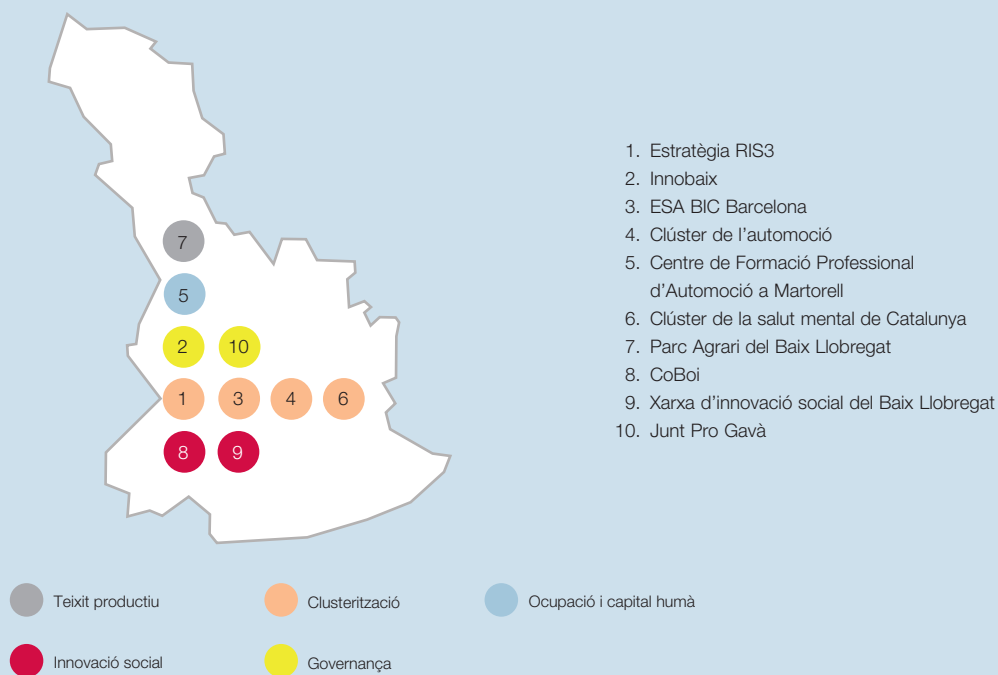 7
5
2 10
1 3 4 6
8 9
1. Estratègia RIS3
2. Innobaix
3. ESA BIC Barcelona
4. Clúster de l'automoció
5. Centre de Formació Professional
d'Automoció a Martorell
6. Clúster de la salut mental de Catalunya
7. Parc Agrari del Baix Llobregat
8. CoBoi
9. Xarxa d'innovació social del Baix Llobregat
10. Junt Pro Gavà
Teixit productiu Clusterització Ocupació i capital humà
Innovació social Governança